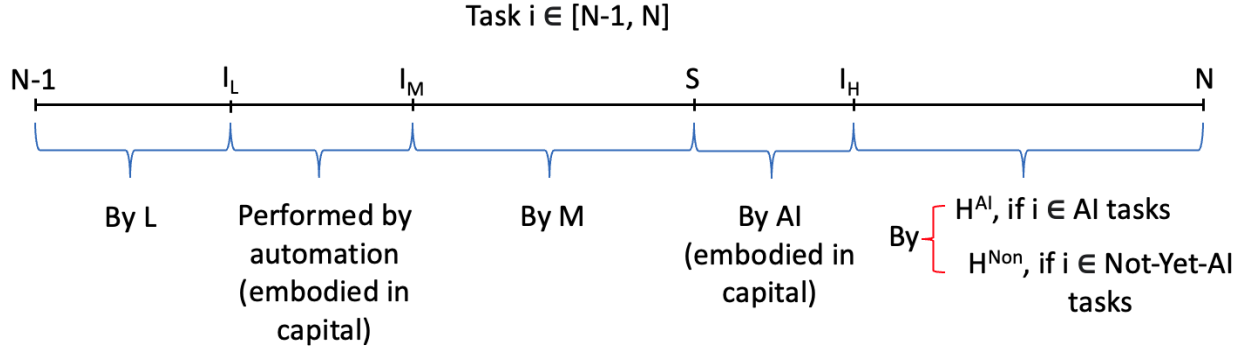 Task i ∈ [N-1, N]
N-1 I_L I_M S I_H N
By L
Performed by
automation
(embodied in
capital)
By M
By AI
(embodied in
capital)
By
H^AI, if i ∈ AI tasks
H^Non, if i ∈ Not-Yet-AI
tasks